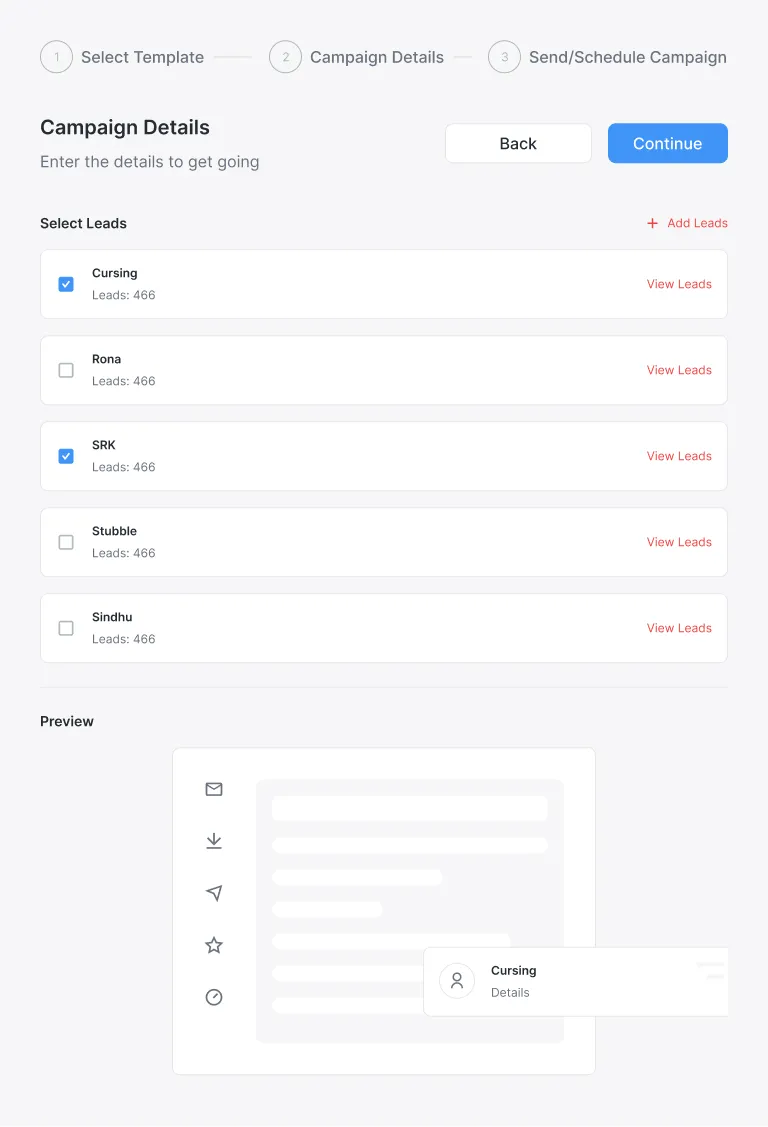 1 Select Template 2 Campaign Details 3 Send/Schedule Campaign
Campaign Details
Enter the details to get going
Back Continue
Select Leads + Add Leads
Cursing
Leads: 466
View Leads
Rona
Leads: 466
View Leads
SRK
Leads: 466
View Leads
Stubble
Leads: 466
View Leads
Sindhu
Leads: 466
View Leads
Preview
Cursing
Details